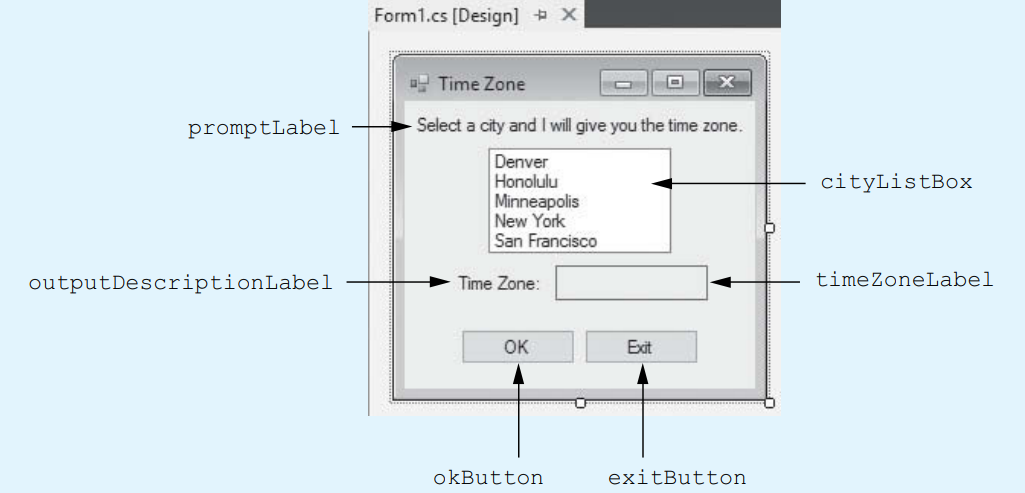 Form1.cs [Design]
Time Zone
promptLabel
Select a city and I will give you the time zone.
Denver
Honolulu
Minneapolis
New York
San Francisco
cityListBox
outputDescriptionLabel
Time Zone:
timeZoneLabel
OK
Exit
okButton
exitButton